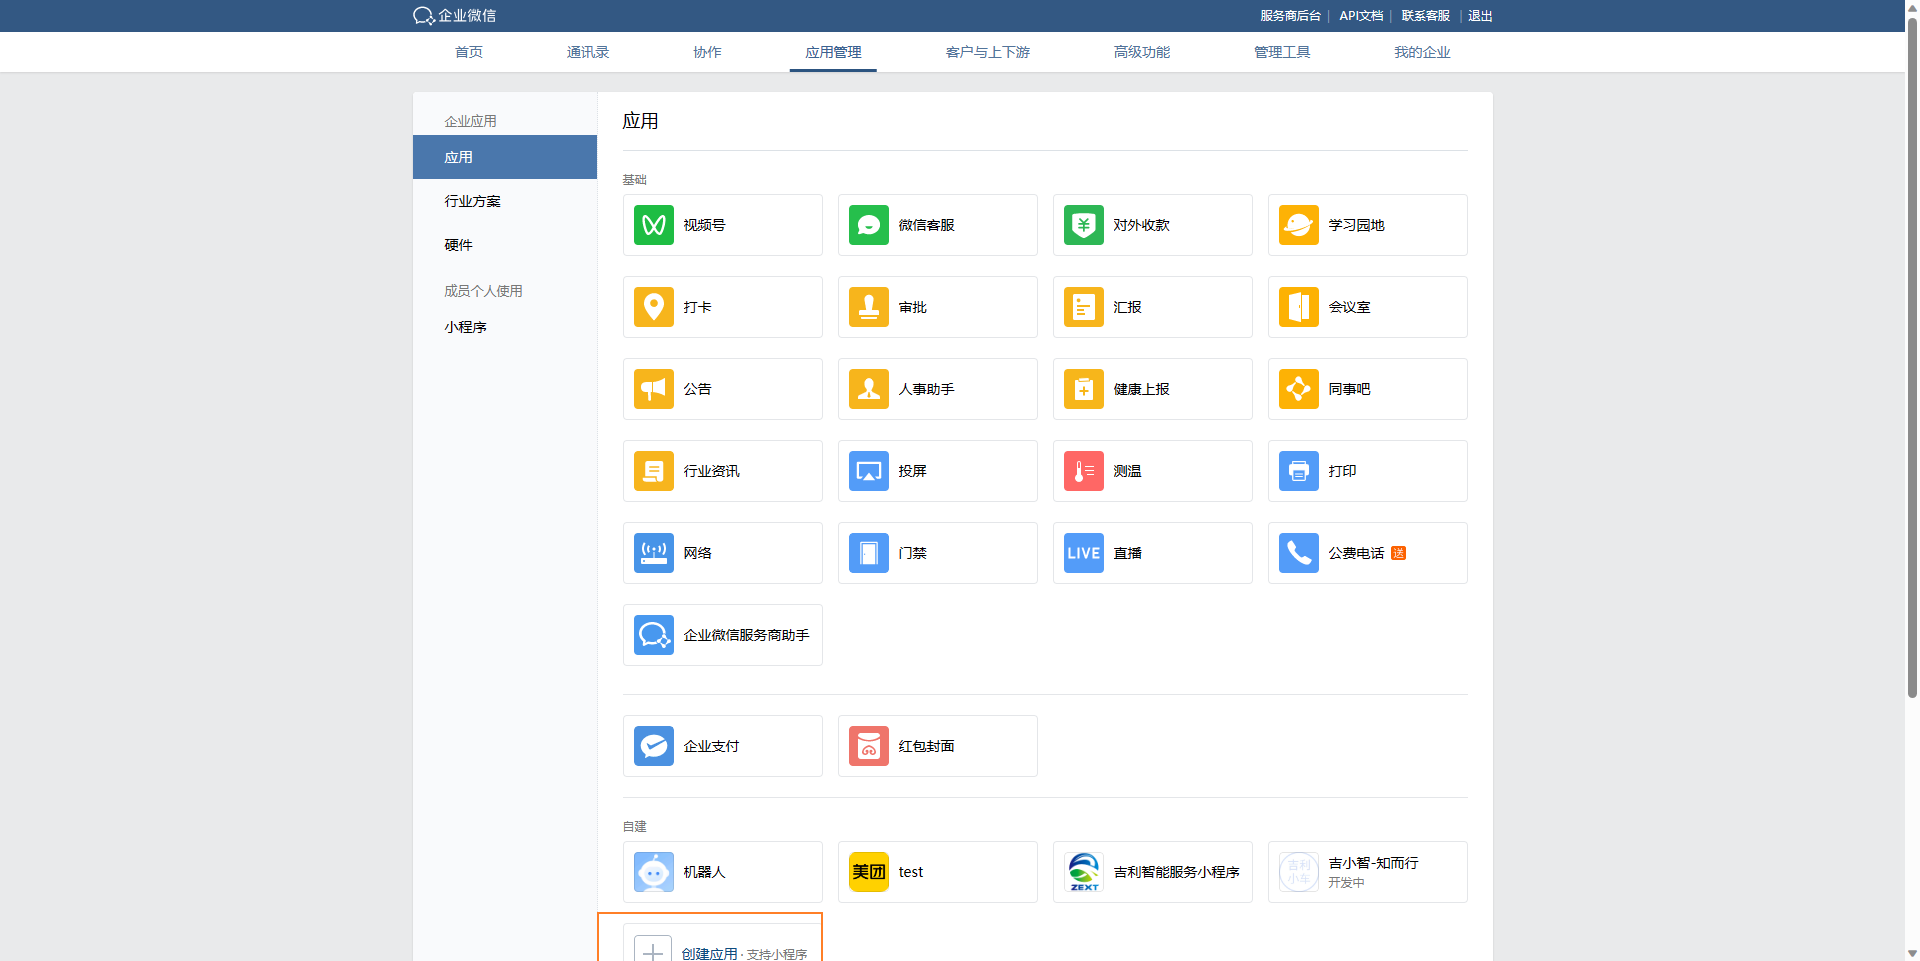 企业微信
服务商后台 | API文档 | 联系客服 | 退出
首页 通讯录 协作 应用管理 客户与上下游 高级功能 管理工具 我的企业
企业应用
应用
行业方案
硬件
成员个人使用
小程序
应用
基础
视频号 微信客服 对外收款 学习园地
打卡 审批 汇报 会议室
公告 人事助手 健康上报 同事吧
行业资讯 投屏 测温 打印
网络 门禁 LIVE 直播 公费电话 送
企业微信服务商助手
企业支付 红包封面
自建
机器人 美团 test ZEXT 吉利智能服务小程序 吉利小车 吉小智-知而行
开发中
创建应用 · 支持小程序